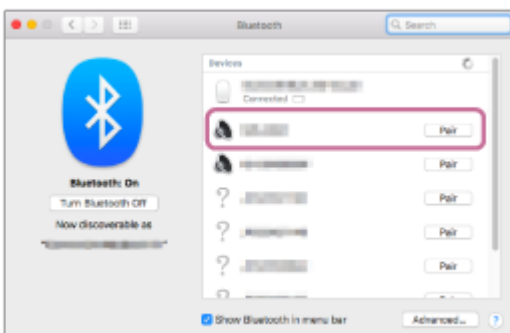 Bluetooth
Search
Devices
Connected
Pair
Pair
Pair
Pair
Pair
Bluetooth: On
Turn Bluetooth Off
Now discoverable as
Show Bluetooth in menu bar
Advanced...
?